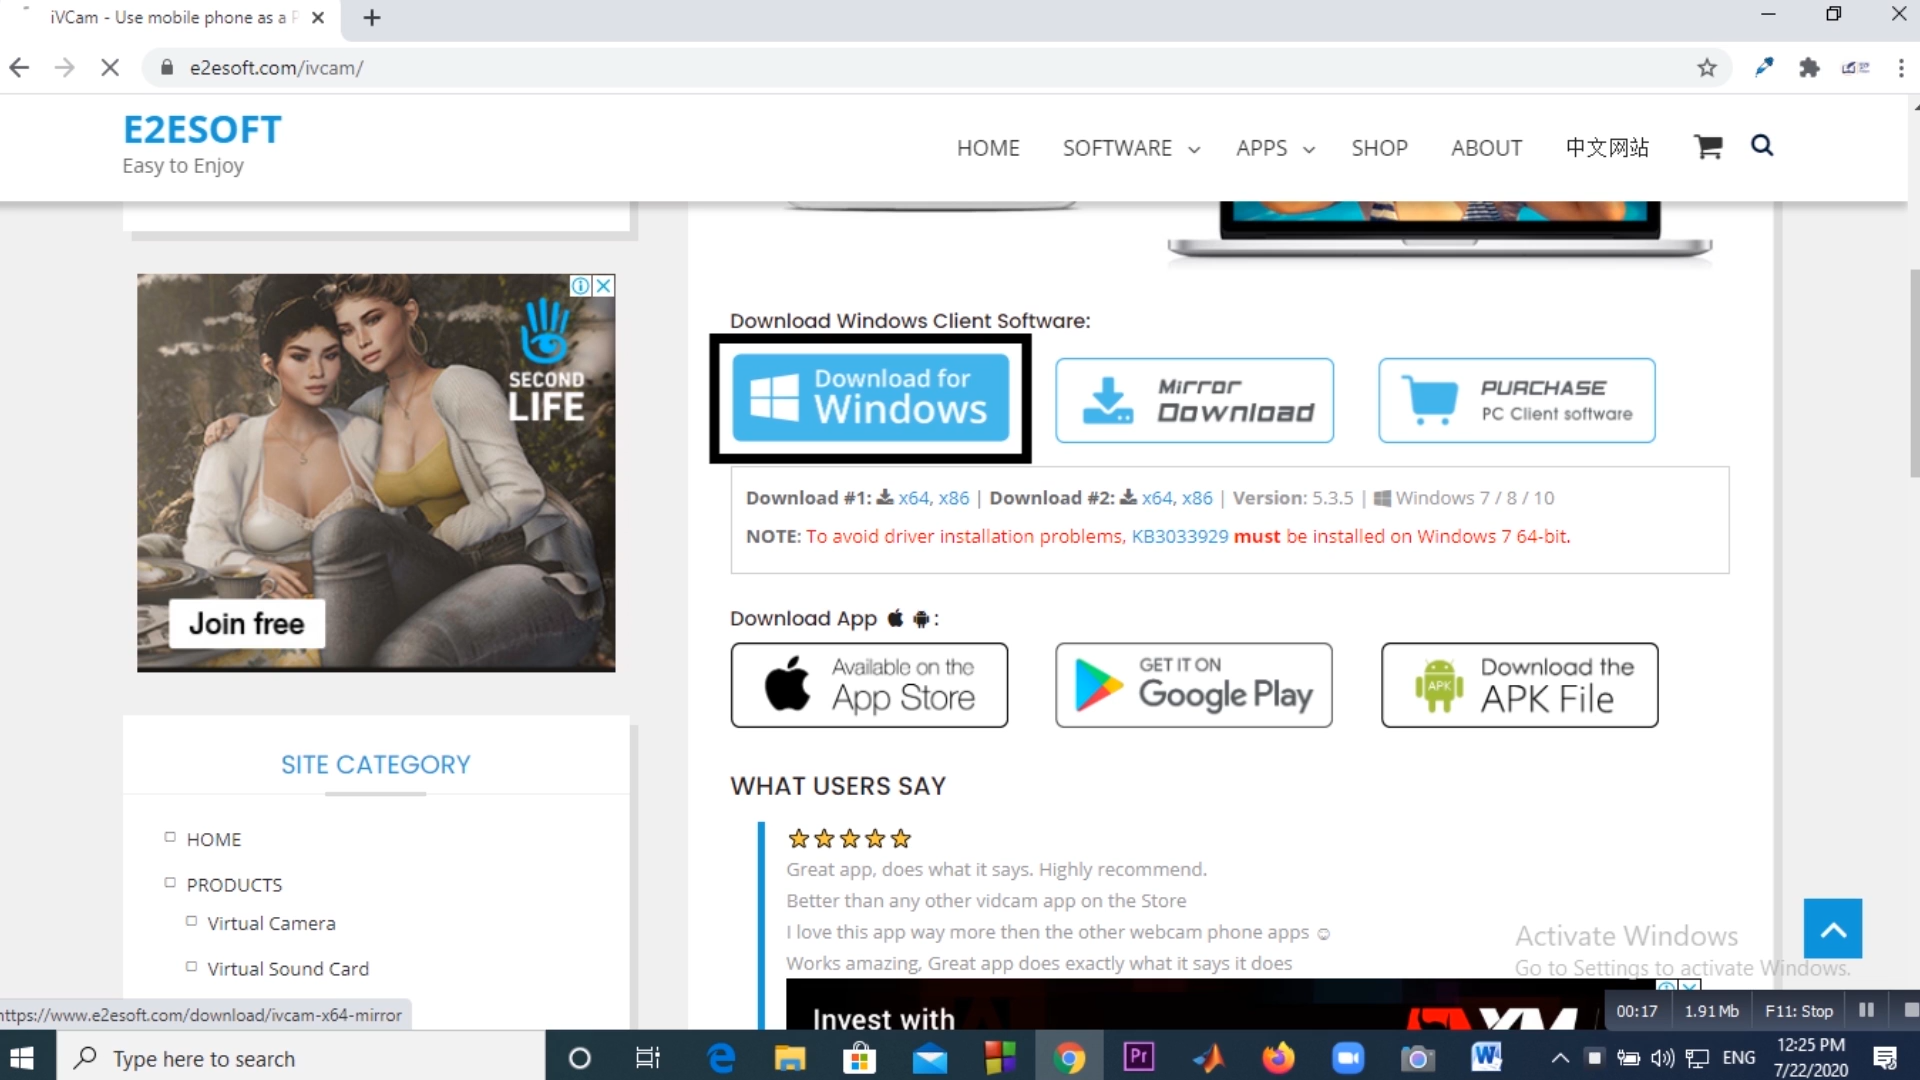 iVCam - Use mobile phone as a P
e2esoft.com/ivcam/
E2ESOFT
Easy to Enjoy
HOME SOFTWARE APPS SHOP ABOUT 中文网站
SECOND
LIFE
Join free
SITE CATEGORY
HOME
PRODUCTS
Virtual Camera
Virtual Sound Card
Download Windows Client Software:
Download for
Windows
Mirror
Download
PURCHASE
PC Client software
Download #1: x64, x86 | Download #2: x64, x86 | Version: 5.3.5 | Windows 7 / 8 / 10
NOTE: To avoid driver installation problems, KB3033929 must be installed on Windows 7 64-bit.
Download App :
Available on the
App Store
GET IT ON
Google Play
APK
Download the
APK File
WHAT USERS SAY
Great app, does what it says. Highly recommend.
Better than any other vidcam app on the Store
I love this app way more then the other webcam phone apps ☺
Works amazing, Great app does exactly what it says it does
Invest with
XM
Activate Windows
Go to Settings to activate Windows.
https://www.e2esoft.com/download/ivcam-x64-mirror
00:17 1.91 Mb F11: Stop
Type here to search
Pr
W
ENG
12:25 PM
7/22/2020